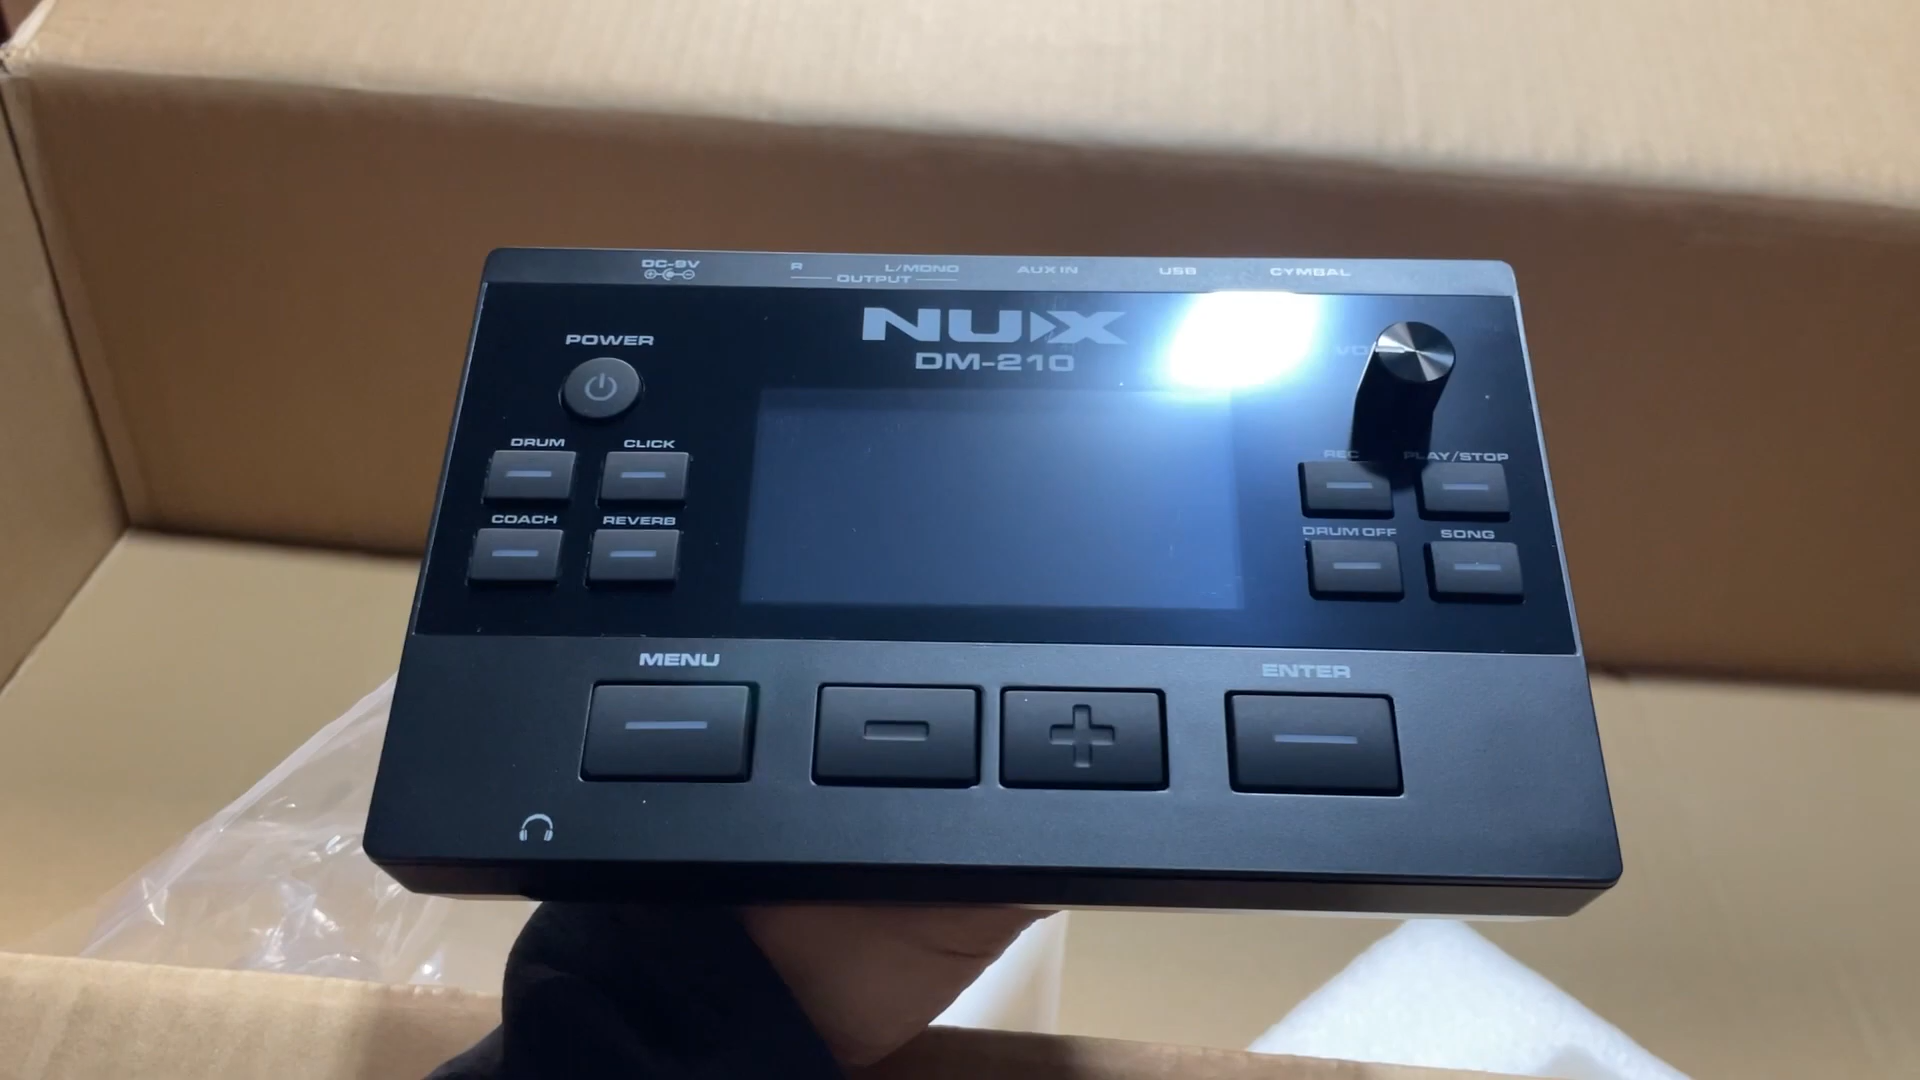 DC-9V
R
L/MONO
OUTPUT
AUX IN
USB
CYMBAL
NUX
DM-210
POWER
DRUM
CLICK
COACH
REVERB
REC
PLAY/STOP
DRUM OFF
SONG
MENU
ENTER